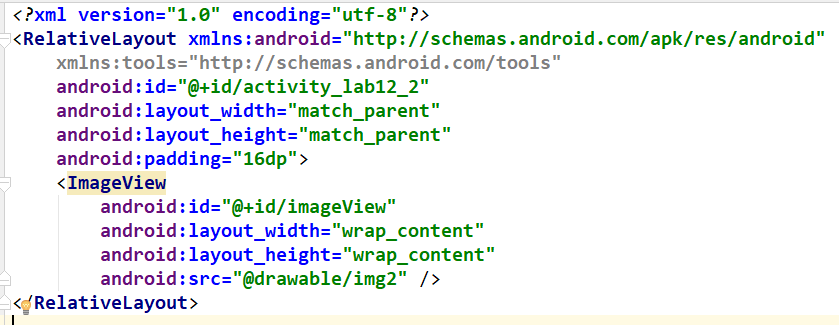 <?xml version="1.0" encoding="utf-8"?>
<RelativeLayout xmlns:android="http://schemas.android.com/apk/res/android"
    xmlns:tools="http://schemas.android.com/tools"
    android:id="@+id/activity_lab12_2"
    android:layout_width="match_parent"
    android:layout_height="match_parent"
    android:padding="16dp">
    <ImageView
        android:id="@+id/imageView"
        android:layout_width="wrap_content"
        android:layout_height="wrap_content"
        android:src="@drawable/img2" />
</RelativeLayout>